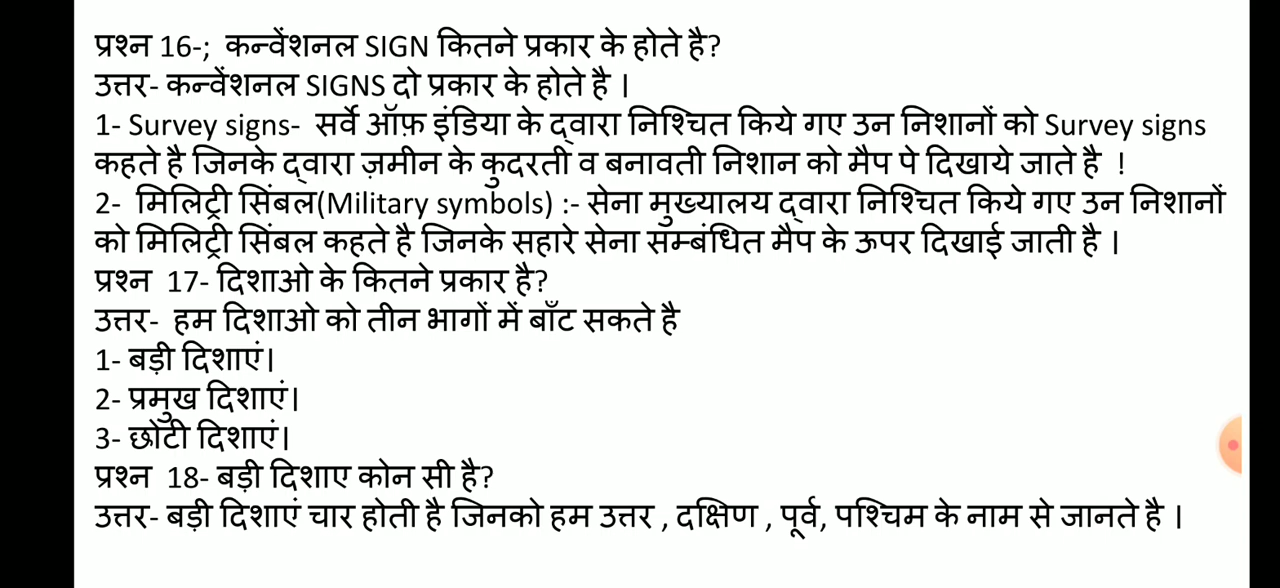 प्रश्न 16-; कन्वेंशनल SIGN कितने प्रकार के होते है?
उत्तर- कन्वेंशनल SIGNS दो प्रकार के होते है ।
1- Survey signs- सर्वे ऑफ़ इंडिया के द्वारा निश्चित किये गए उन निशानों को Survey signs
कहते है जिनके द्वारा ज़मीन के कुदरती व बनावती निशान को मैप पे दिखाये जाते है !
2- मिलिट्री सिंबल(Military symbols) :- सेना मुख्यालय द्वारा निश्चित किये गए उन निशानों
को मिलिट्री सिंबल कहते है जिनके सहारे सेना सम्बंधित मैप के ऊपर दिखाई जाती है ।
प्रश्न 17- दिशाओ के कितने प्रकार है?
उत्तर- हम दिशाओ को तीन भागों में बाँट सकते है
1- बड़ी दिशाएं।
2- प्रमुख दिशाएं।
3- छोटी दिशाएं।
प्रश्न 18- बड़ी दिशाए कोन सी है?
उत्तर- बड़ी दिशाएं चार होती है जिनको हम उत्तर , दक्षिण , पूर्व, पश्चिम के नाम से जानते है ।